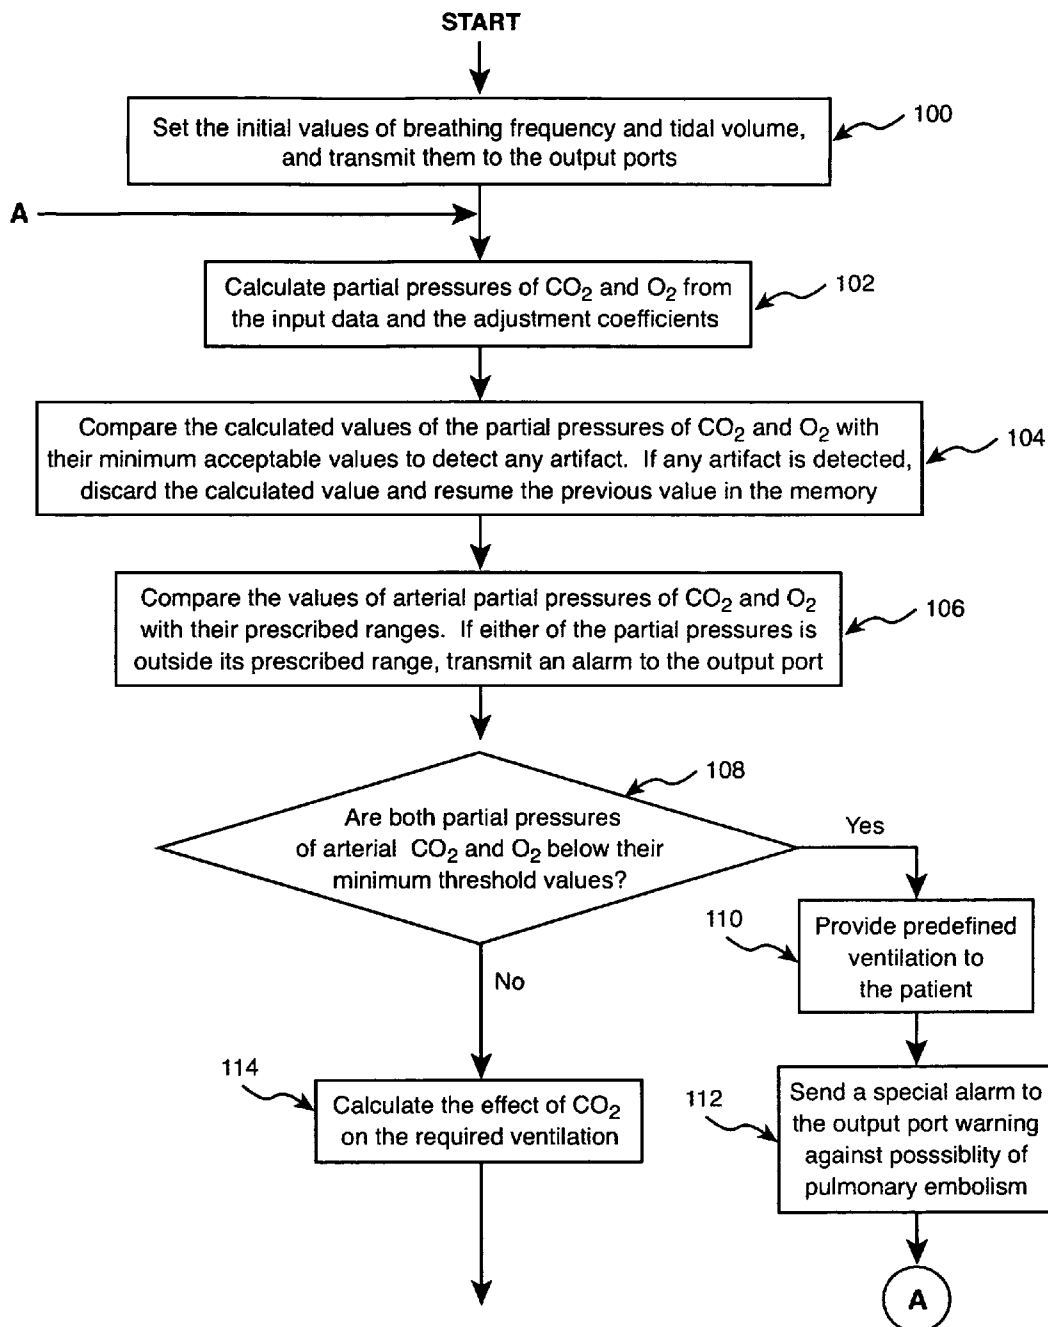 START
Set the initial values of breathing frequency and tidal volume,
and transmit them to the output ports
100
A
Calculate partial pressures of CO₂ and O₂ from
the input data and the adjustment coefficients
102
Compare the calculated values of the partial pressures of CO₂ and O₂ with
their minimum acceptable values to detect any artifact. If any artifact is detected,
discard the calculated value and resume the previous value in the memory
104
Compare the values of arterial partial pressures of CO₂ and O₂
with their prescribed ranges. If either of the partial pressures is
outside its prescribed range, transmit an alarm to the output port
106
108
Are both partial pressures
of arterial CO₂ and O₂ below their
minimum threshold values?
Yes
110
Provide predefined
ventilation to
the patient
No
114
Calculate the effect of CO₂
on the required ventilation
112
Send a special alarm to
the output port warning
against posssiblity of
pulmonary embolism
A